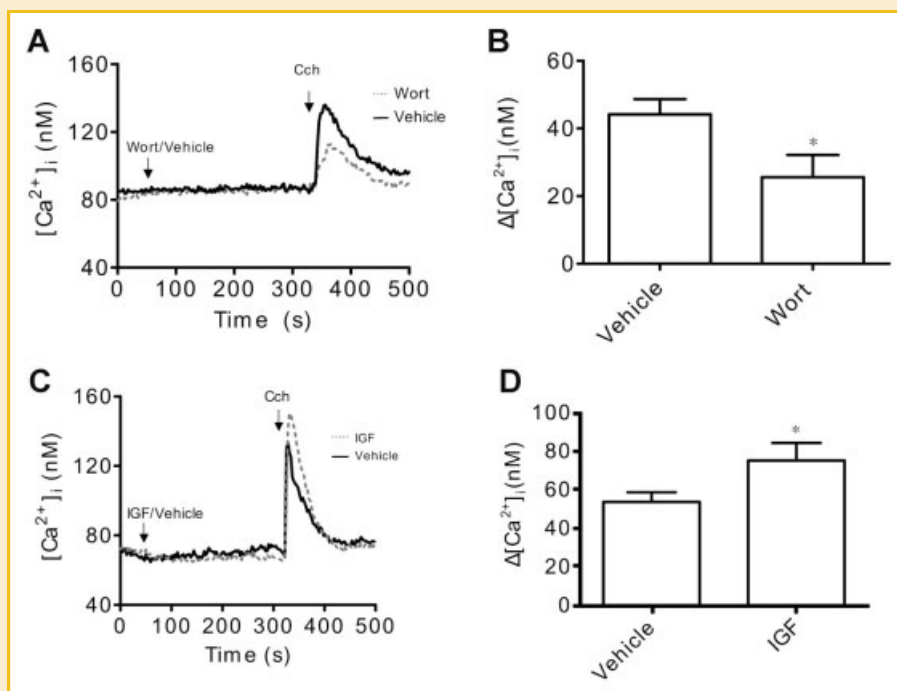 A
160
120
80
40
[Ca²⁺]ᵢ (nM)
Wort/Vehicle
Cch
Wort
Vehicle
0 100 200 300 400 500
Time (s)
B
60
40
20
0
Δ[Ca²⁺]ᵢ(nM)
*
Vehicle
Wort
C
160
120
80
40
[Ca²⁺]ᵢ (nM)
IGF/Vehicle
Cch
IGF
Vehicle
0 100 200 300 400 500
Time (s)
D
100
80
60
40
20
0
Δ[Ca²⁺]ᵢ(nM)
*
Vehicle
IGF